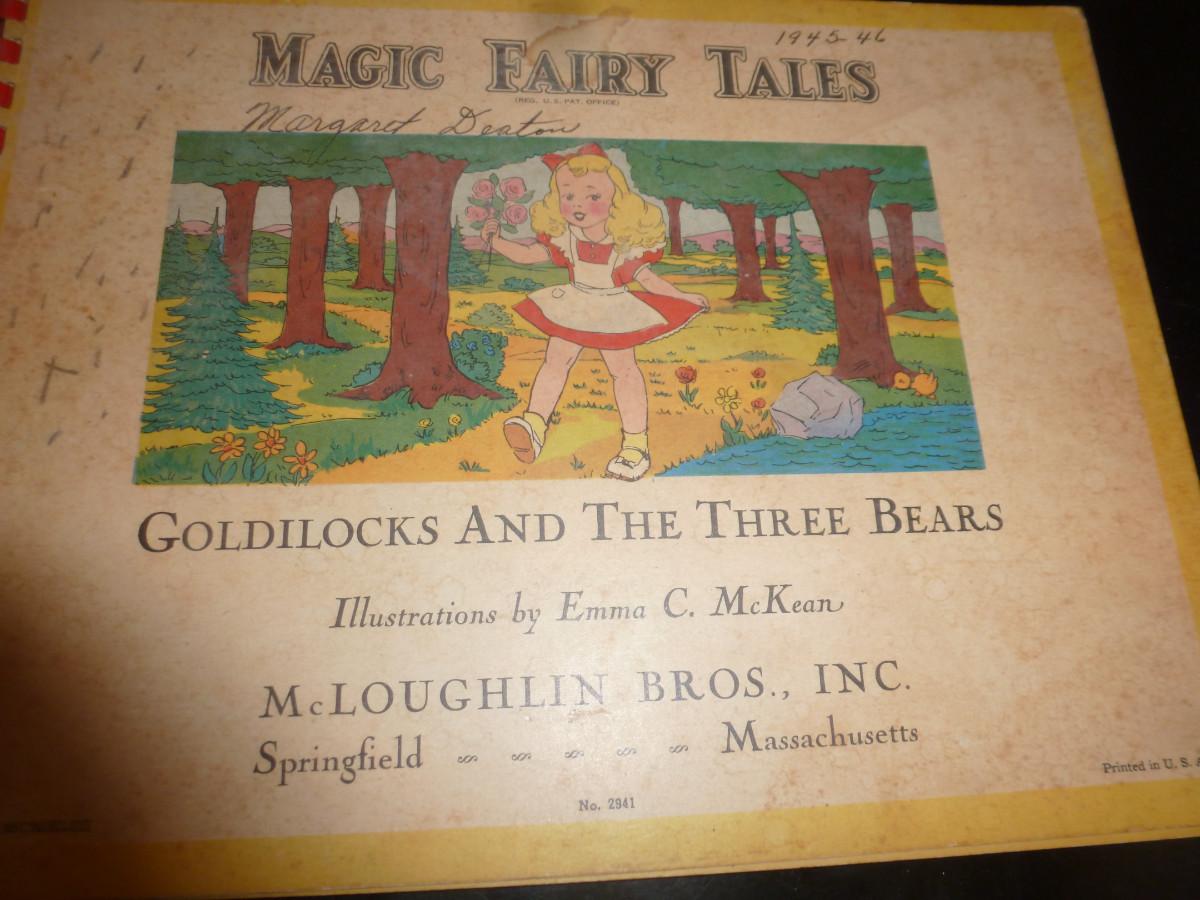 1945-46
MAGIC FAIRY TALES
(REG. U.S. PAT. OFFICE)
Margaret Deaton
GOLDILOCKS AND THE THREE BEARS
Illustrations by Emma C. McKean
McLOUGHLIN BROS., INC.
Springfield Massachusetts
Printed in U. S. A
No. 2941